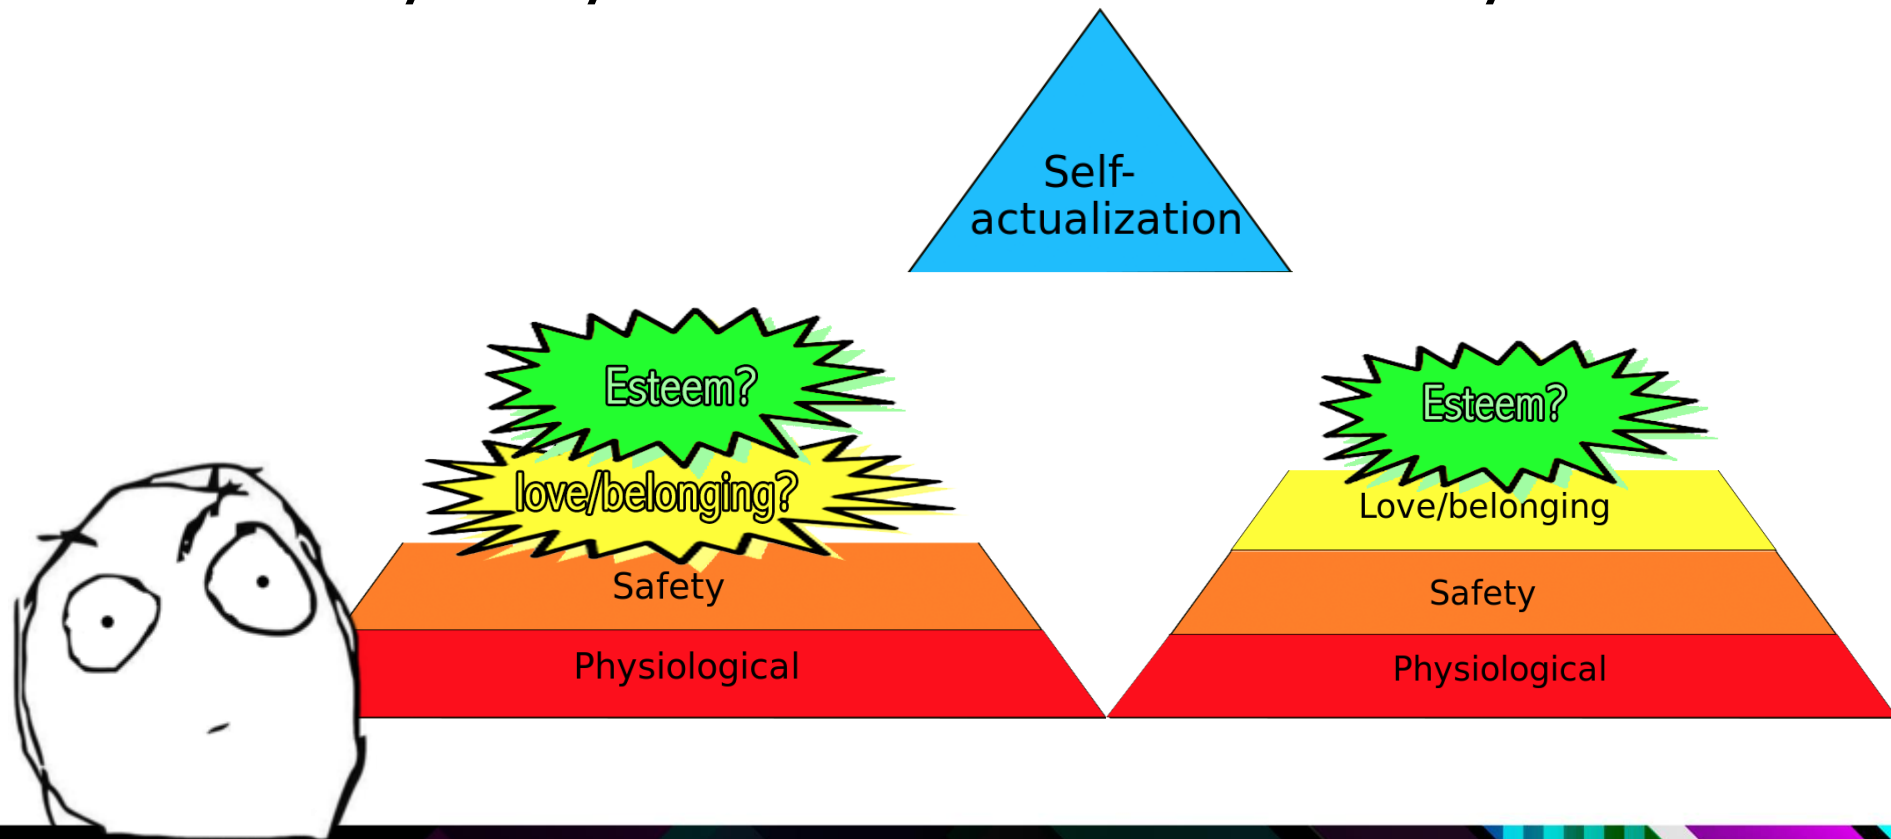 Self-
actualization
Esteem?
love/belonging?
Safety
Physiological
Esteem?
Love/belonging
Safety
Physiological